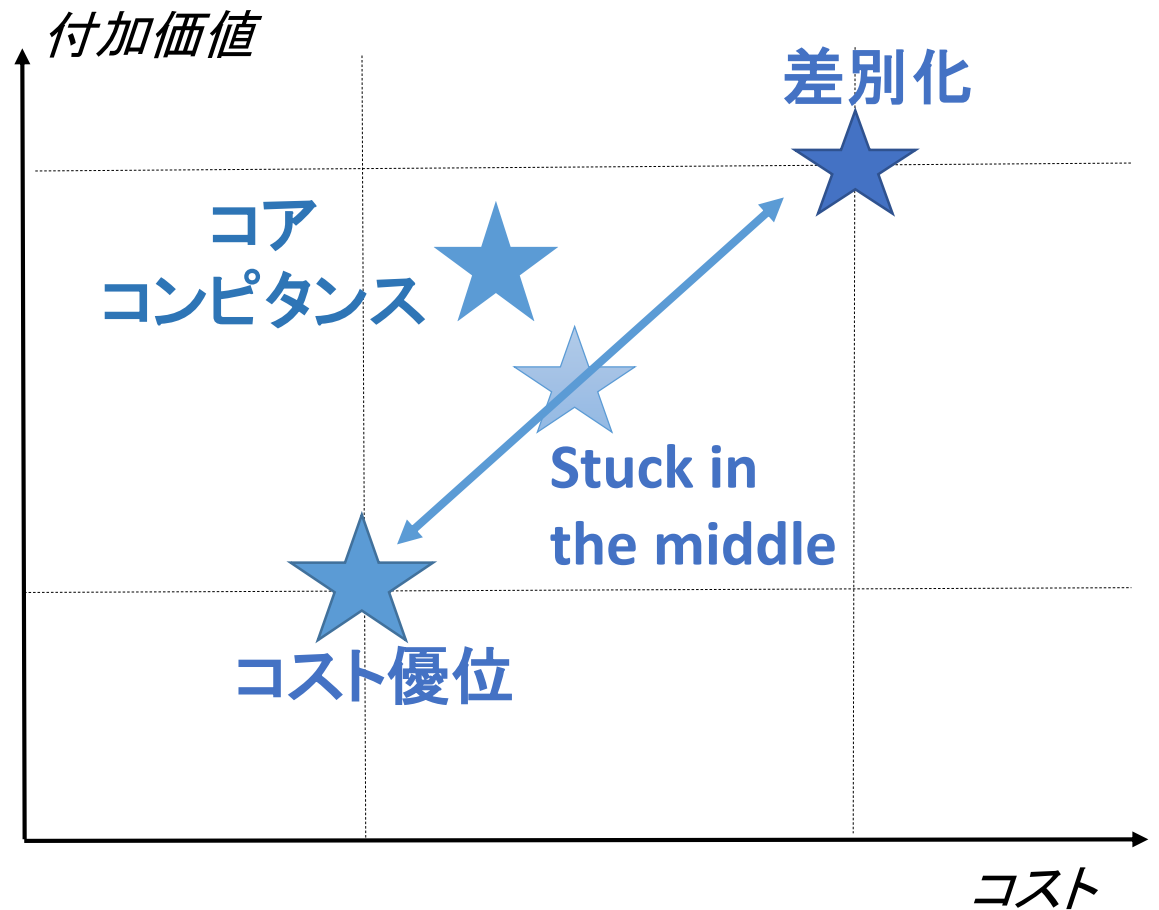 付加価値
差別化
コア
コンピタンス
Stuck in
the middle
コスト優位
コスト